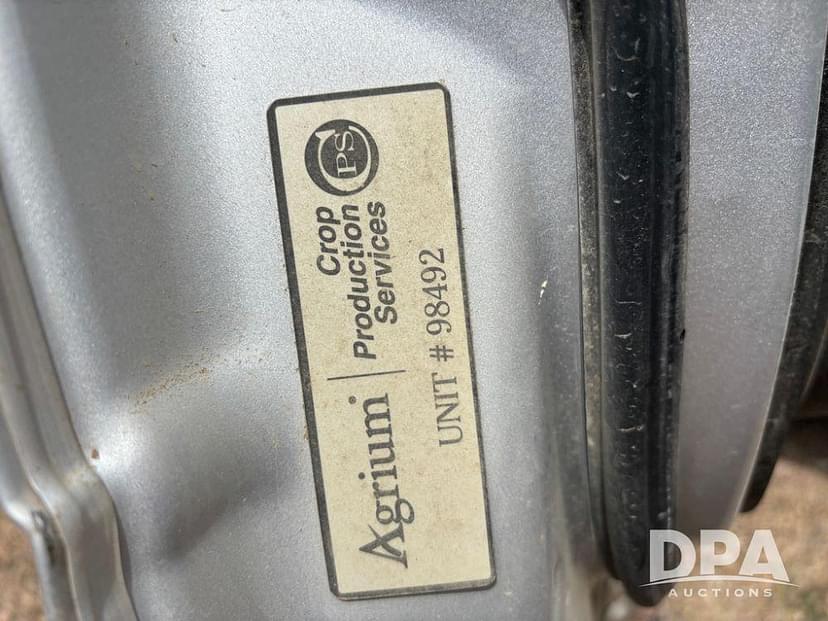 Agrium
Crop
Production
Services
CPS
UNIT # 98492
DPA
AUCTIONS